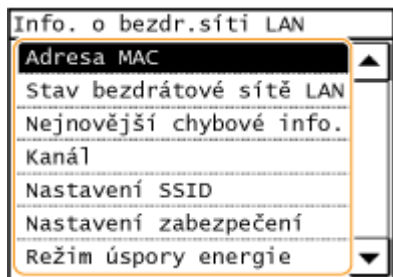 Info. o bezdr.síti LAN
Adresa MAC
Stav bezdrátové sítě LAN
Nejnovější chybové info.
Kanál
Nastavení SSID
Nastavení zabezpečení
Režim úspory energie